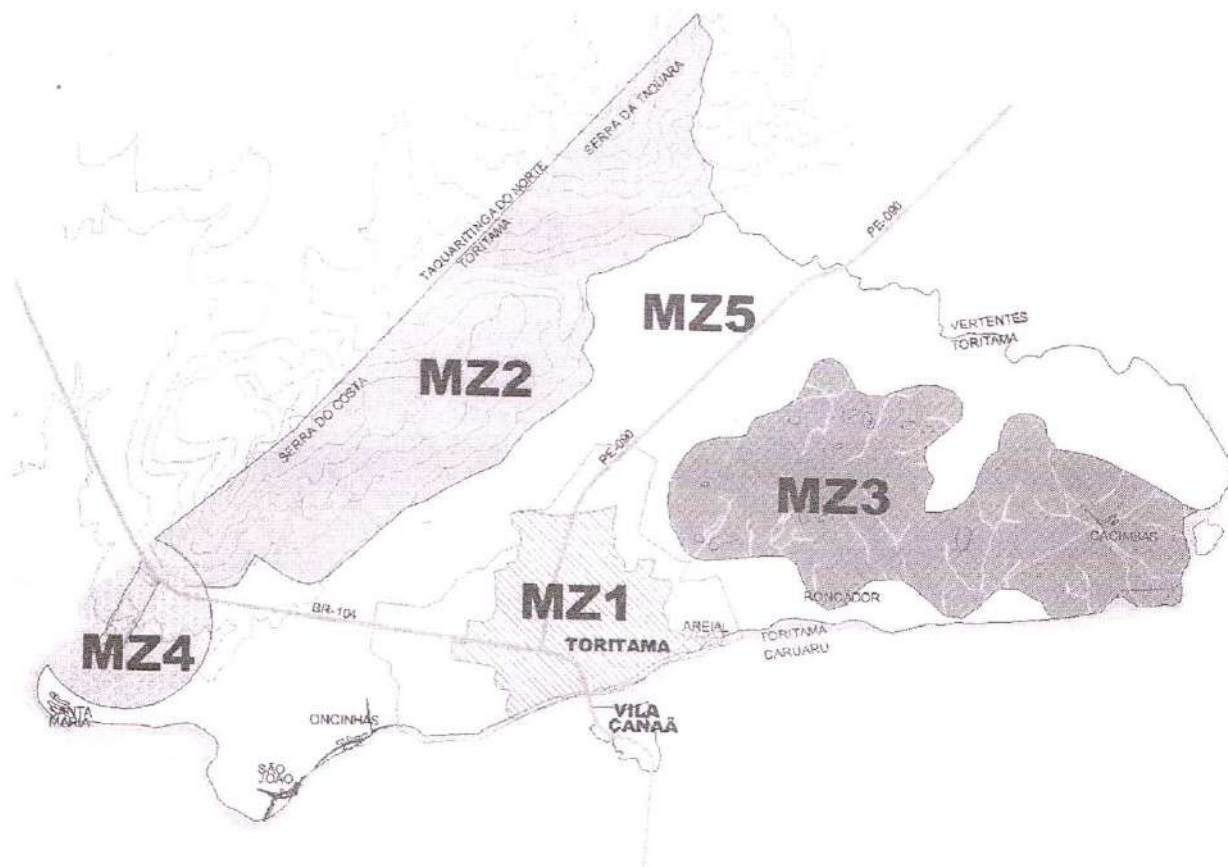 SERRA DA TAQUARA
TAQUARITINGA DO NORTE
TORITAMA
PE-090
MZ5
VERTENTES
TORITAMA
MZ2
SERRA DO COSTA
PE-090
MZ3
CACIMBAS
BR-104
MZ1
RONCADOR
TORITAMA
AREIAL
TORITAMA
CARUARU
MZ4
SANTA
MARIA
ONCINHAS
VILA
CANAÃ
SÃO
JOÃO